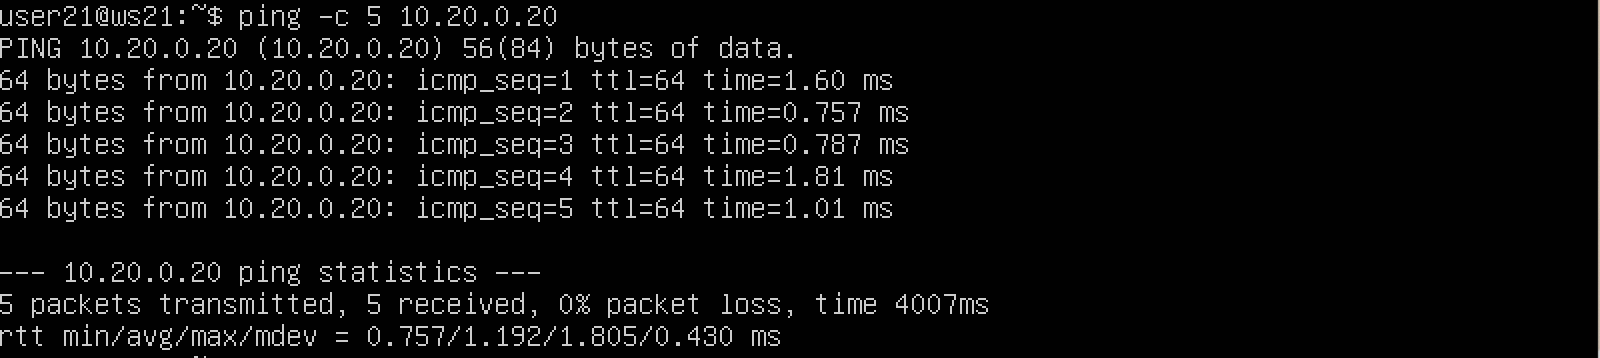 user21@ws21:~$ ping -c 5 10.20.0.20
PING 10.20.0.20 (10.20.0.20) 56(84) bytes of data.
64 bytes from 10.20.0.20: icmp_seq=1 ttl=64 time=1.60 ms
64 bytes from 10.20.0.20: icmp_seq=2 ttl=64 time=0.757 ms
64 bytes from 10.20.0.20: icmp_seq=3 ttl=64 time=0.787 ms
64 bytes from 10.20.0.20: icmp_seq=4 ttl=64 time=1.81 ms
64 bytes from 10.20.0.20: icmp_seq=5 ttl=64 time=1.01 ms

--- 10.20.0.20 ping statistics ---
5 packets transmitted, 5 received, 0% packet loss, time 4007ms
rtt min/avg/max/mdev = 0.757/1.192/1.805/0.430 ms